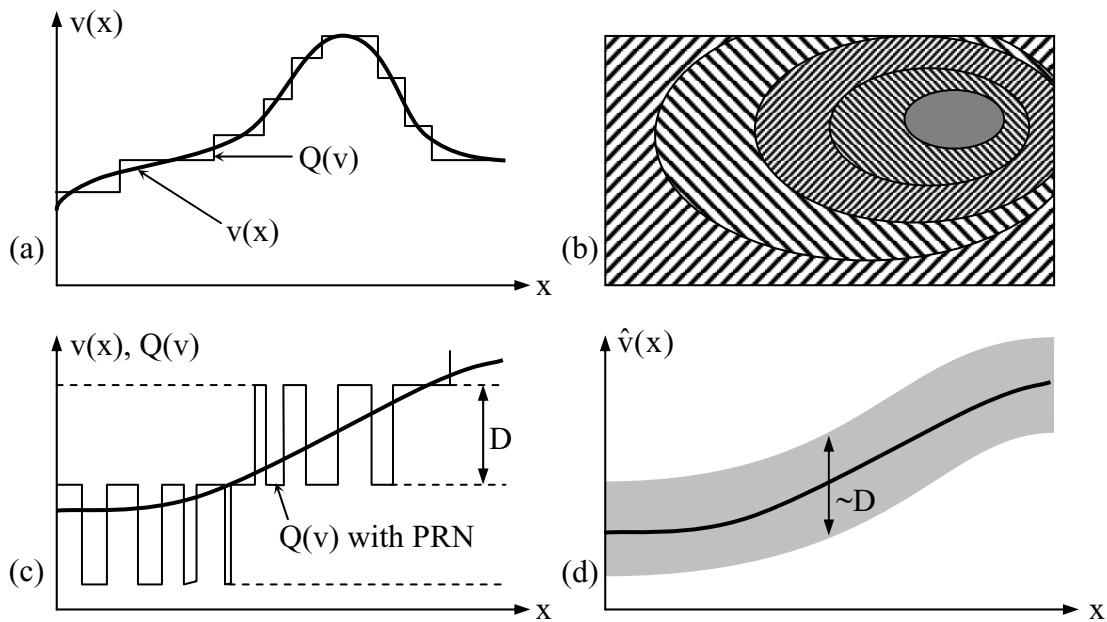 v(x)
Q(v)
v(x)
(a)
x
(b)
v(x), Q(v)
D
Q(v) with PRN
(c)
x
v̂(x)
~D
(d)
x